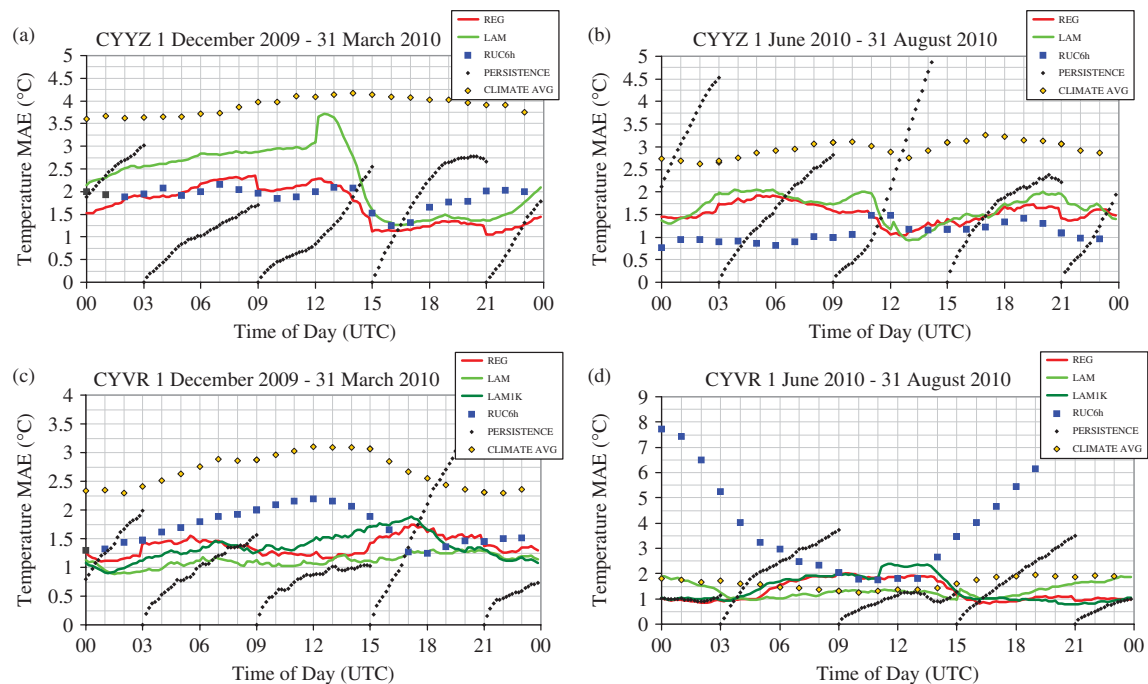 (a)
CYYZ 1 December 2009 - 31 March 2010
REG
LAM
RUC6h
PERSISTENCE
CLIMATE AVG
Temperature MAE (°C)
5
4.5
4
3.5
3
2.5
2
1.5
1
0.5
0
00 03 06 09 12 15 18 21 00
Time of Day (UTC)
(b)
CYYZ 1 June 2010 - 31 August 2010
REG
LAM
RUC6h
PERSISTENCE
CLIMATE AVG
Temperature MAE (°C)
5
4.5
4
3.5
3
2.5
2
1.5
1
0.5
0
00 03 06 09 12 15 18 21 00
Time of Day (UTC)
(c)
CYVR 1 December 2009 - 31 March 2010
REG
LAM
LAM1K
RUC6h
PERSISTENCE
CLIMATE AVG
Temperature MAE (°C)
4
3.5
3
2.5
2
1.5
1
0.5
0
00 03 06 09 12 15 18 21 00
Time of Day (UTC)
(d)
CYVR 1 June 2010 - 31 August 2010
REG
LAM
LAM1K
RUC6h
PERSISTENCE
CLIMATE AVG
Temperature MAE (°C)
9
8
7
6
5
4
3
2
1
0
00 03 06 09 12 15 18 21 00
Time of Day (UTC)